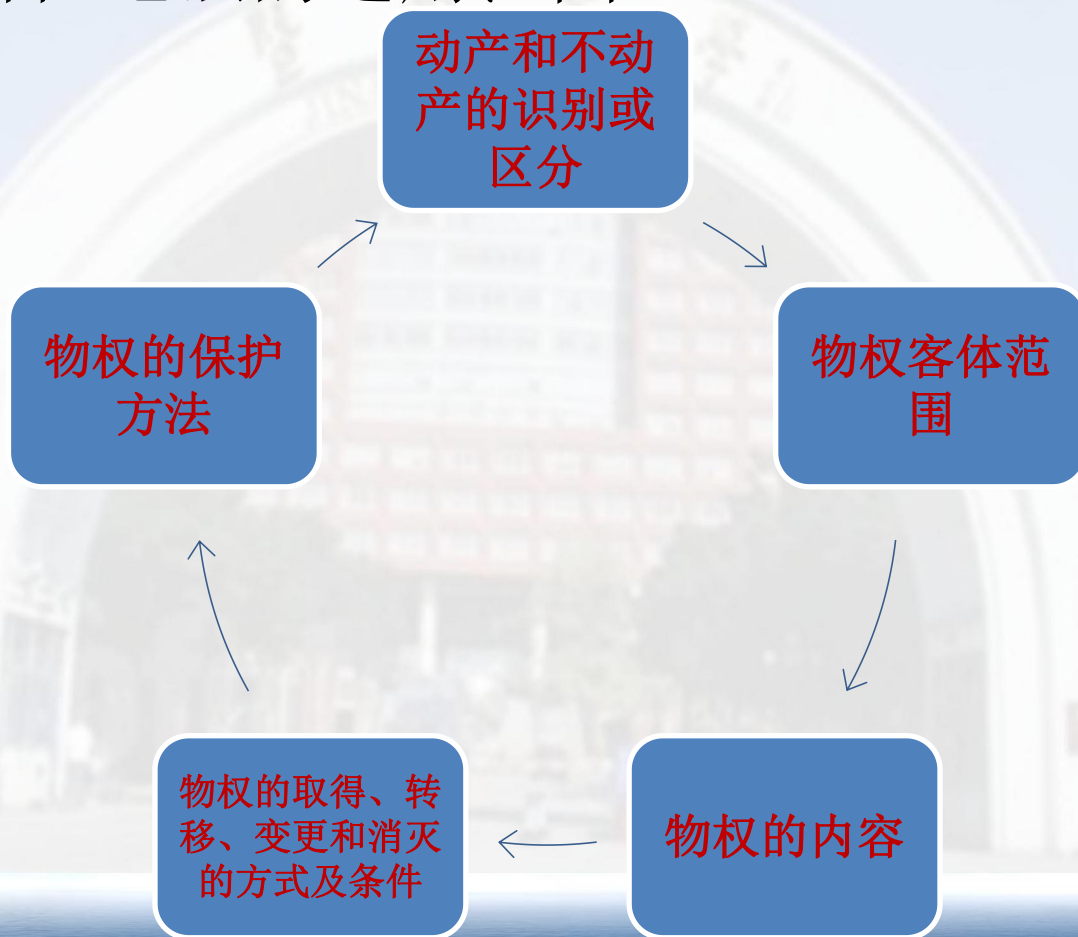 动产和不动
产的识别或
区分
物权客体范
围
物权的内容
物权的取得、转
移、变更和消灭
的方式及条件
物权的保护
方法